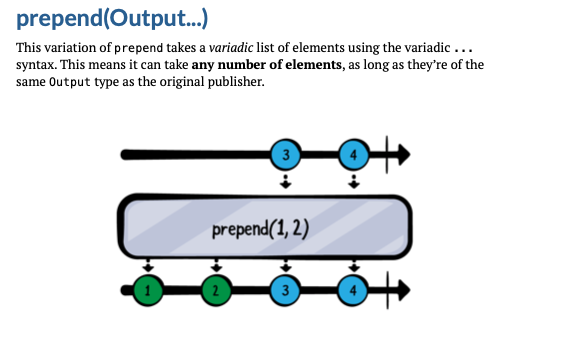 prepend(Output...)
This variation of prepend takes a variadic list of elements using the variadic ...
syntax. This means it can take any number of elements, as long as they’re of the
same Output type as the original publisher.
3 4
prepend(1, 2)
1 2 3 4